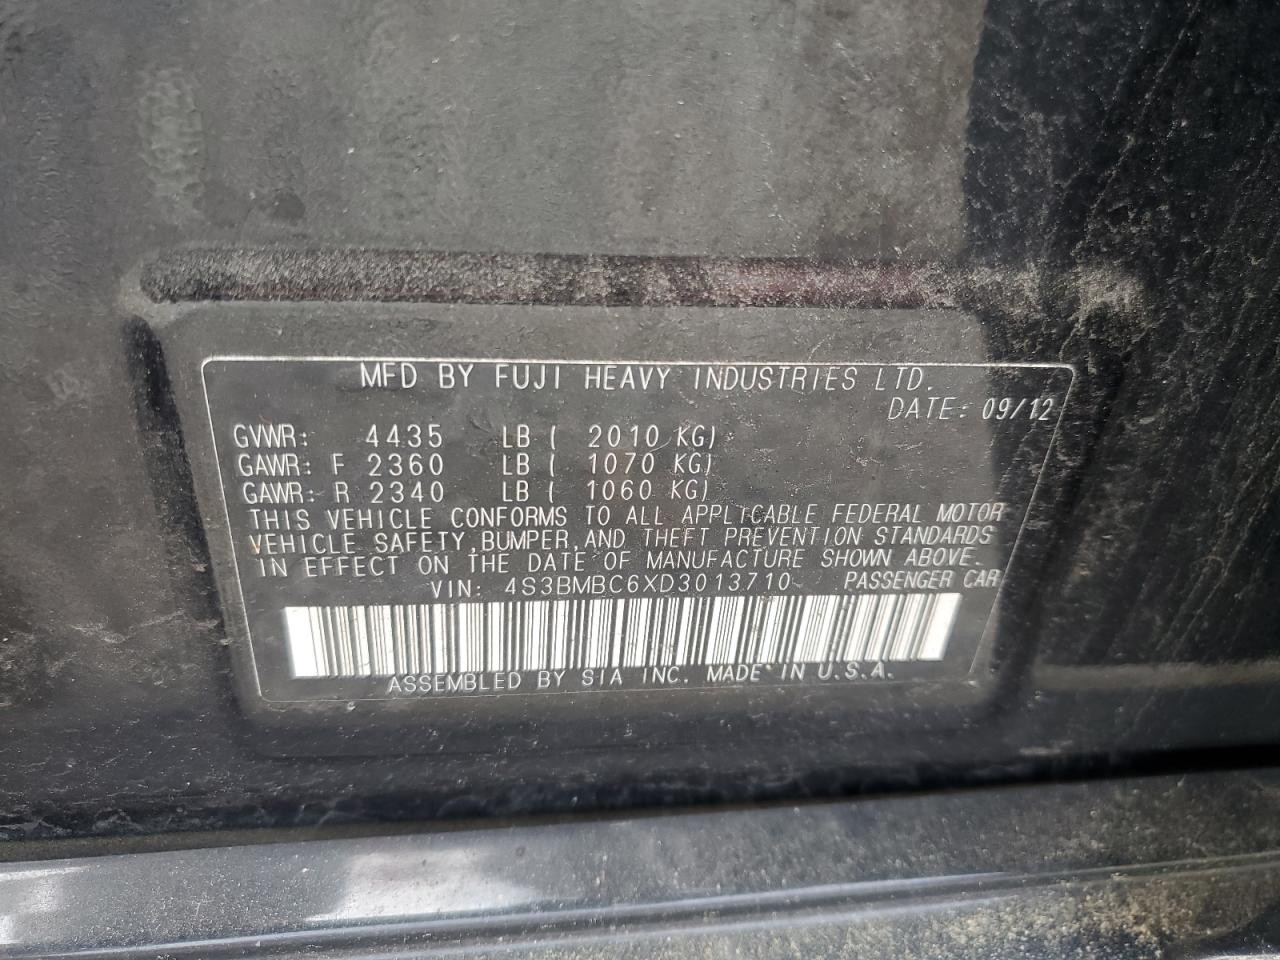 MFD BY FUJI HEAVY INDUSTRIES LTD.
DATE: 09/12
GVWR: 4435 LB ( 2010 KG)
GAWR: F 2360 LB ( 1070 KG)
GAWR: R 2340 LB ( 1060 KG)
THIS VEHICLE CONFORMS TO ALL APPLICABLE FEDERAL MOTOR
VEHICLE SAFETY, BUMPER, AND THEFT PREVENTION STANDARDS
IN EFFECT ON THE DATE OF MANUFACTURE SHOWN ABOVE.
VIN: 4S3BMBC6XD3013710 PASSENGER CAR
ASSEMBLED BY SIA INC. MADE IN U.S.A.